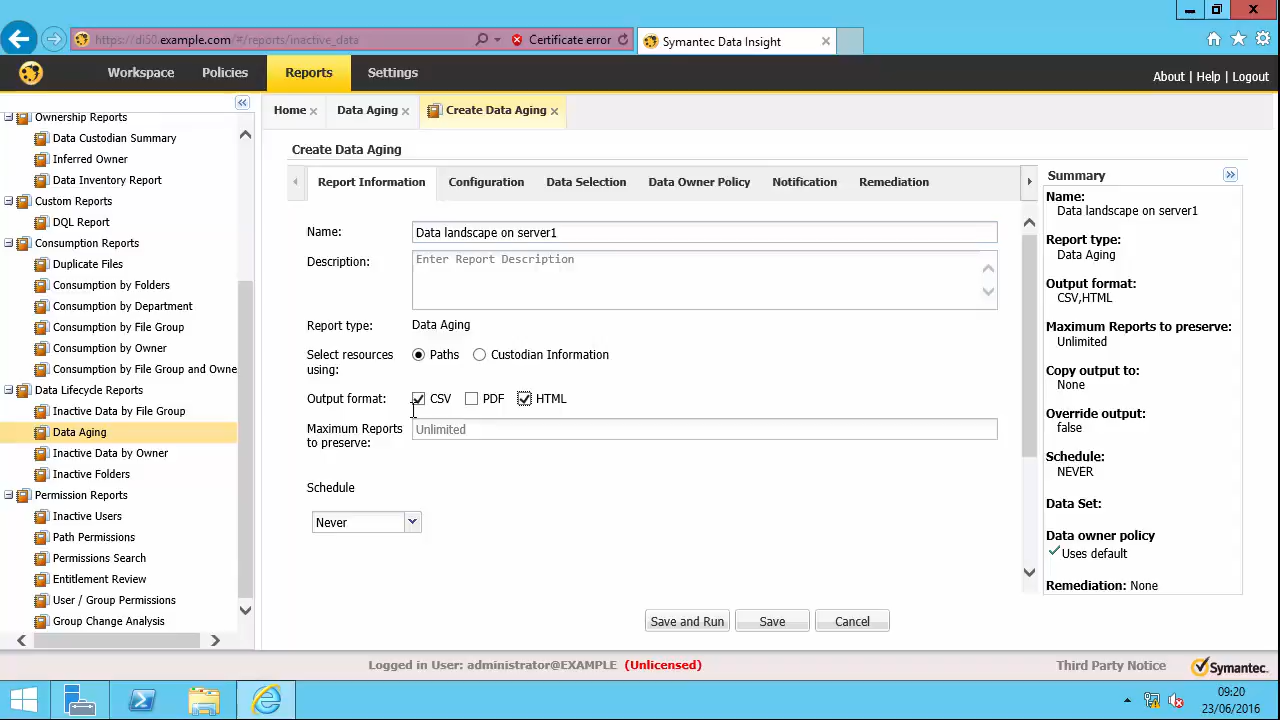 https://di50.example.com/#/reports/inactive_data
Certificate error
Symantec Data Insight
Workspace
Policies
Reports
Settings
About | Help | Logout
Home
Data Aging
Create Data Aging
Ownership Reports
Data Custodian Summary
Inferred Owner
Data Inventory Report
Custom Reports
DQL Report
Consumption Reports
Duplicate Files
Consumption by Folders
Consumption by Department
Consumption by File Group
Consumption by Owner
Consumption by File Group and Owne
Data Lifecycle Reports
Inactive Data by File Group
Data Aging
Inactive Data by Owner
Inactive Folders
Permission Reports
Inactive Users
Path Permissions
Permissions Search
Entitlement Review
User / Group Permissions
Group Change Analysis
Create Data Aging
Report Information
Configuration
Data Selection
Data Owner Policy
Notification
Remediation
Name:
Data landscape on server1
Description:
Enter Report Description
Report type:
Data Aging
Select resources
using:
Paths
Custodian Information
Output format:
CSV
PDF
HTML
Maximum Reports
to preserve:
Unlimited
Schedule
Never
Save and Run
Save
Cancel
Summary
Name:
Data landscape on server1
Report type:
Data Aging
Output format:
CSV,HTML
Maximum Reports to preserve:
Unlimited
Copy output to:
None
Override output:
false
Schedule:
NEVER
Data Set:
Data owner policy
Uses default
Remediation: None
Logged in User: administrator@EXAMPLE (Unlicensed)
Third Party Notice
Symantec.
09:20
23/06/2016